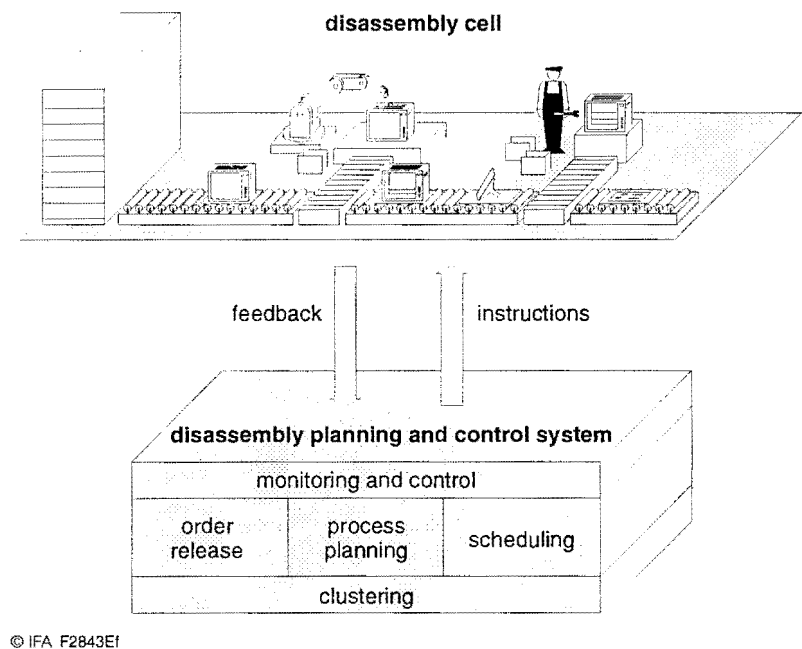 disassembly cell
feedback
instructions
disassembly planning and control system
monitoring and control
order
release
process
planning
scheduling
clustering
© IFA F2843Ef